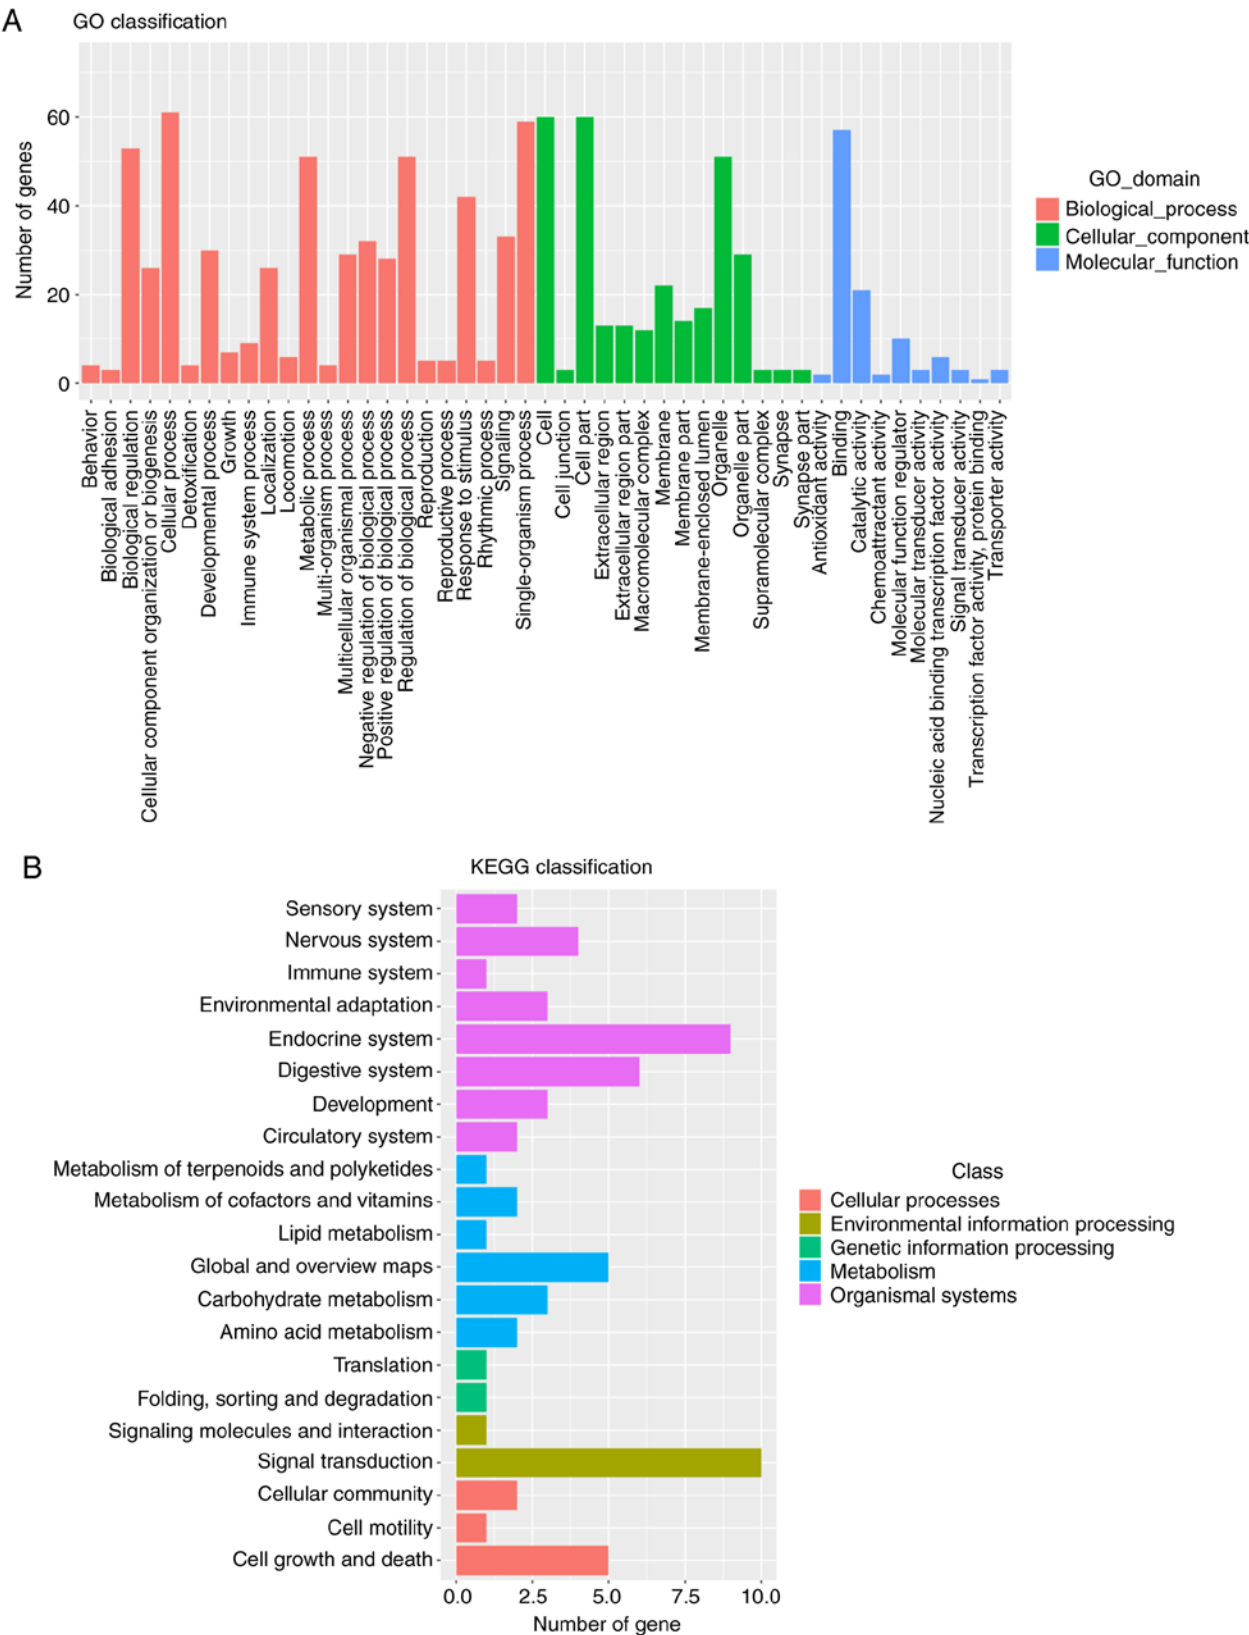 A
GO classification
Number of genes
60
40
20
0
Behavior
Biological adhesion
Biological regulation
Cellular component organization or biogenesis
Cellular process
Detoxification
Developmental process
Growth
Immune system process
Localization
Locomotion
Metabolic process
Multi-organism process
Multicellular organismal process
Negative regulation of biological process
Positive regulation of biological process
Regulation of biological process
Reproduction
Reproductive process
Response to stimulus
Rhythmic process
Signaling
Single-organism process
Cell
Cell junction
Cell part
Extracellular region
Extracellular region part
Macromolecular complex
Membrane
Membrane part
Membrane-enclosed lumen
Organelle
Organelle part
Supramolecular complex
Synapse
Synapse part
Antioxidant activity
Binding
Catalytic activity
Chemoattractant activity
Molecular function regulator
Molecular transducer activity
Nucleic acid binding transcription factor activity
Signal transducer activity
Transcription factor activity, protein binding
Transporter activity
GO_domain
Biological_process
Cellular_component
Molecular_function
B
KEGG classification
Sensory system
Nervous system
Immune system
Environmental adaptation
Endocrine system
Digestive system
Development
Circulatory system
Metabolism of terpenoids and polyketides
Metabolism of cofactors and vitamins
Lipid metabolism
Global and overview maps
Carbohydrate metabolism
Amino acid metabolism
Translation
Folding, sorting and degradation
Signaling molecules and interaction
Signal transduction
Cellular community
Cell motility
Cell growth and death
0.0 2.5 5.0 7.5 10.0
Number of gene
Class
Cellular processes
Environmental information processing
Genetic information processing
Metabolism
Organismal systems